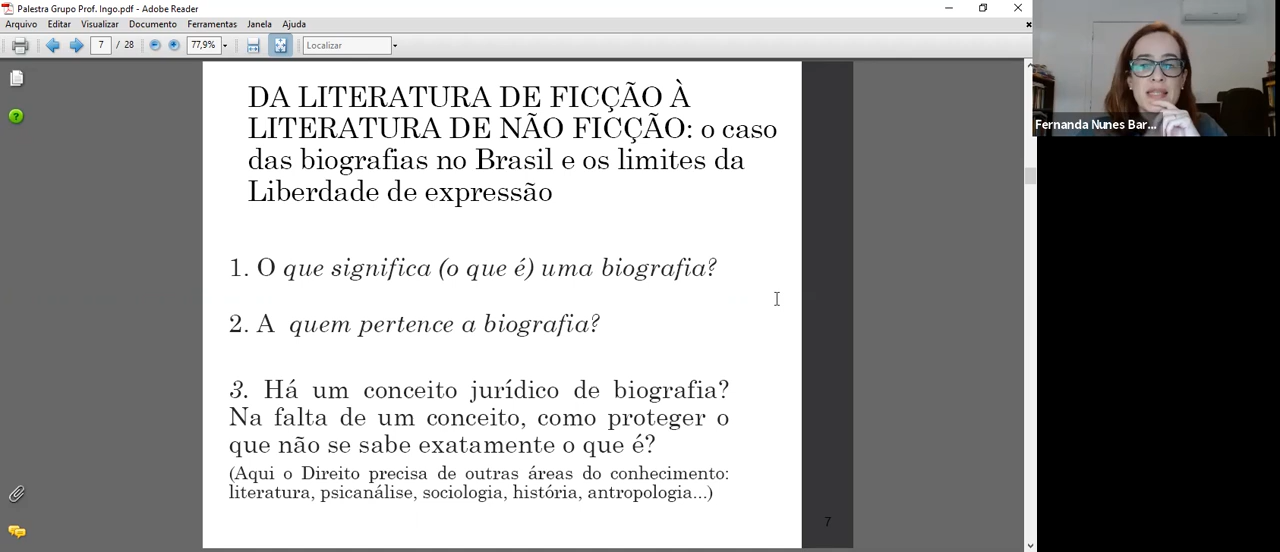 Palestra Grupo Prof. Ingo.pdf - Adobe Reader
Arquivo Editar Visualizar Documento Ferramentas Janela Ajuda
7 / 28 77,9% Localizar
DA LITERATURA DE FICÇÃO À
LITERATURA DE NÃO FICÇÃO: o caso
das biografias no Brasil e os limites da
Liberdade de expressão
1. O que significa (o que é) uma biografia?
2. A quem pertence a biografia?
3. Há um conceito jurídico de biografia?
Na falta de um conceito, como proteger o
que não se sabe exatamente o que é?
(Aqui o Direito precisa de outras áreas do conhecimento:
literatura, psicanálise, sociologia, história, antropologia...)
7
Fernanda Nunes Bar...